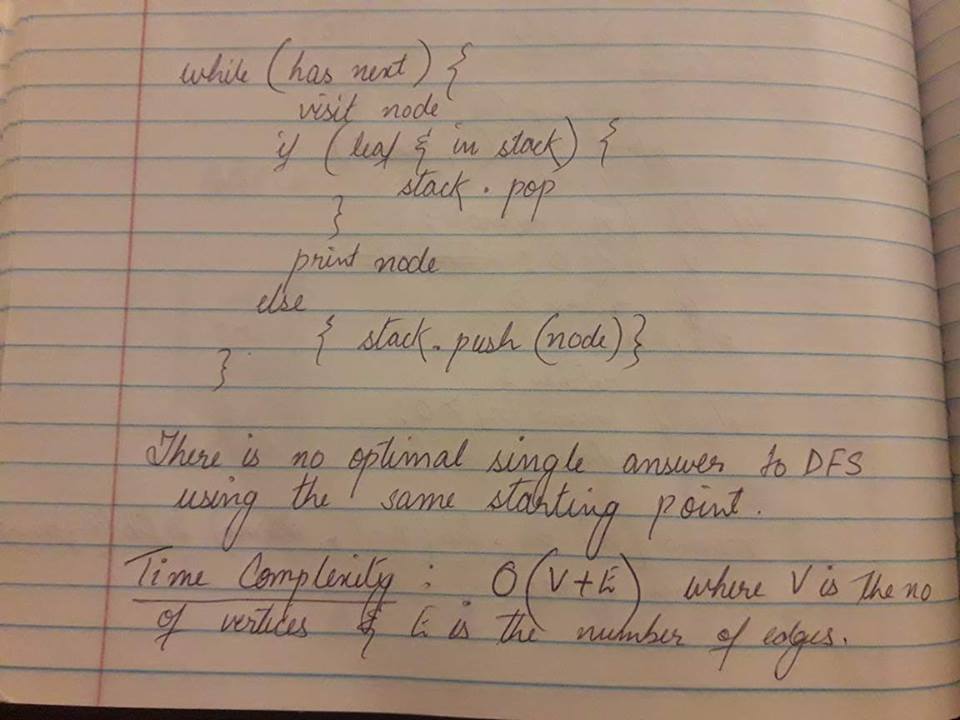 while (has next) {
visit node
if (leaf & in stack) {
stack . pop
}
print node
else
{ stack.push (node)}
}
There is no optimal single answer to DFS
using the same starting point.
Time Complexity : O(V+E) where V is the no
of vertices & E is the number of edges.